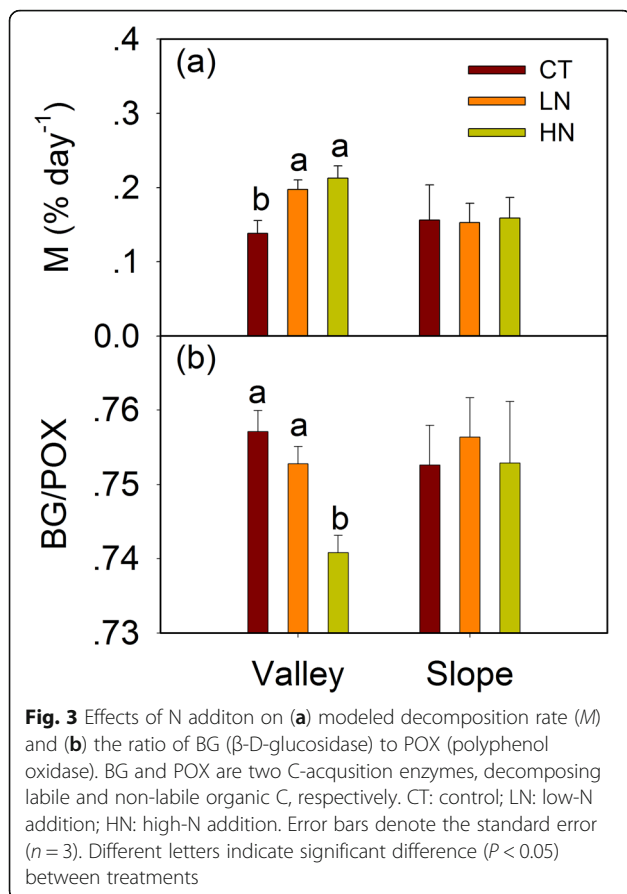 .4
(a)
CT
LN
HN
.3
a
a
b
.2
.1
0.0
M (% day-1)
(b)
.76
a
a
.75
b
.74
.73
BG/POX
Valley Slope
Fig. 3 Effects of N additon on (a) modeled decomposition rate (M)
and (b) the ratio of BG (β-D-glucosidase) to POX (polyphenol
oxidase). BG and POX are two C-acqusition enzymes, decomposing
labile and non-labile organic C, respectively. CT: control; LN: low-N
addition; HN: high-N addition. Error bars denote the standard error
(n = 3). Different letters indicate significant difference (P < 0.05)
between treatments